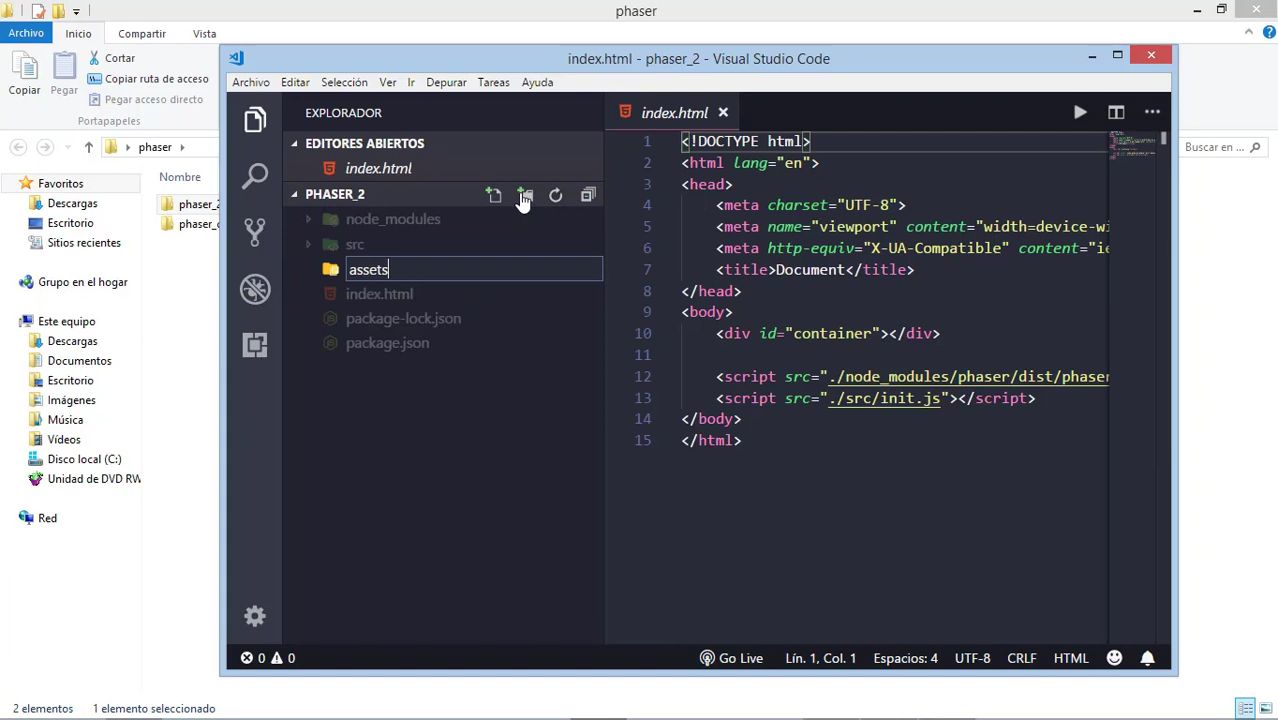 phaser
Archivo Inicio Compartir Vista
Copiar
Pegar
Cortar
Copiar ruta de acceso
Pegar acceso directo
Portapapeles
phaser
Buscar en ...
Favoritos
Descargas
Escritorio
Sitios recientes
Grupo en el hogar
Este equipo
Descargas
Documentos
Escritorio
Imágenes
Música
Vídeos
Disco local (C:)
Unidad de DVD RW
Red
Nombre
phaser_2
2 elementos 1 elemento seleccionado
index.html - phaser_2 - Visual Studio Code
Archivo Editar Selección Ver Ir Depurar Tareas Ayuda
EXPLORADOR
EDITORES ABIERTOS
index.html
PHASER_2
node_modules
src
assets
index.html
package-lock.json
package.json
index.html
1 <!DOCTYPE html>
2 <html lang="en">
3 <head>
4 <meta charset="UTF-8">
5 <meta name="viewport" content="width=device-wi
6 <meta http-equiv="X-UA-Compatible" content="ie
7 <title>Document</title>
8 </head>
9 <body>
10 <div id="container"></div>
11
12 <script src="./node_modules/phaser/dist/phaser
13 <script src="./src/init.js"></script>
14 </body>
15 </html>
0 0 Go Live Lín. 1, Col. 1 Espacios: 4 UTF-8 CRLF HTML